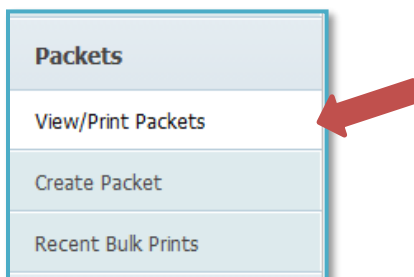 Packets
View/Print Packets
Create Packet
Recent Bulk Prints